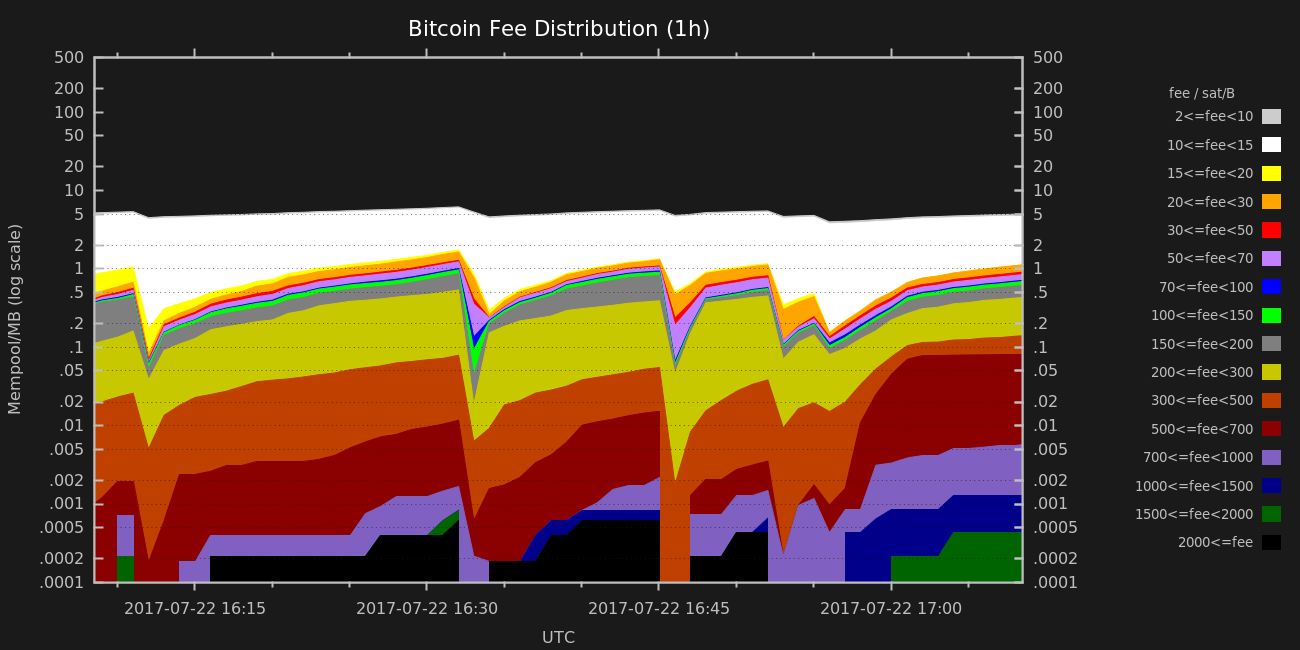 Bitcoin Fee Distribution (1h)
Mempool/MB (log scale)
500
200
100
50
20
10
5
2
1
.5
.2
.1
.05
.02
.01
.005
.002
.001
.0005
.0002
.0001
500
200
100
50
20
10
5
2
1
.5
.2
.1
.05
.02
.01
.005
.002
.001
.0005
.0002
.0001
2017-07-22 16:15
2017-07-22 16:30
2017-07-22 16:45
2017-07-22 17:00
UTC
fee / sat/B
2<=fee<10
10<=fee<15
15<=fee<20
20<=fee<30
30<=fee<50
50<=fee<70
70<=fee<100
100<=fee<150
150<=fee<200
200<=fee<300
300<=fee<500
500<=fee<700
700<=fee<1000
1000<=fee<1500
1500<=fee<2000
2000<=fee